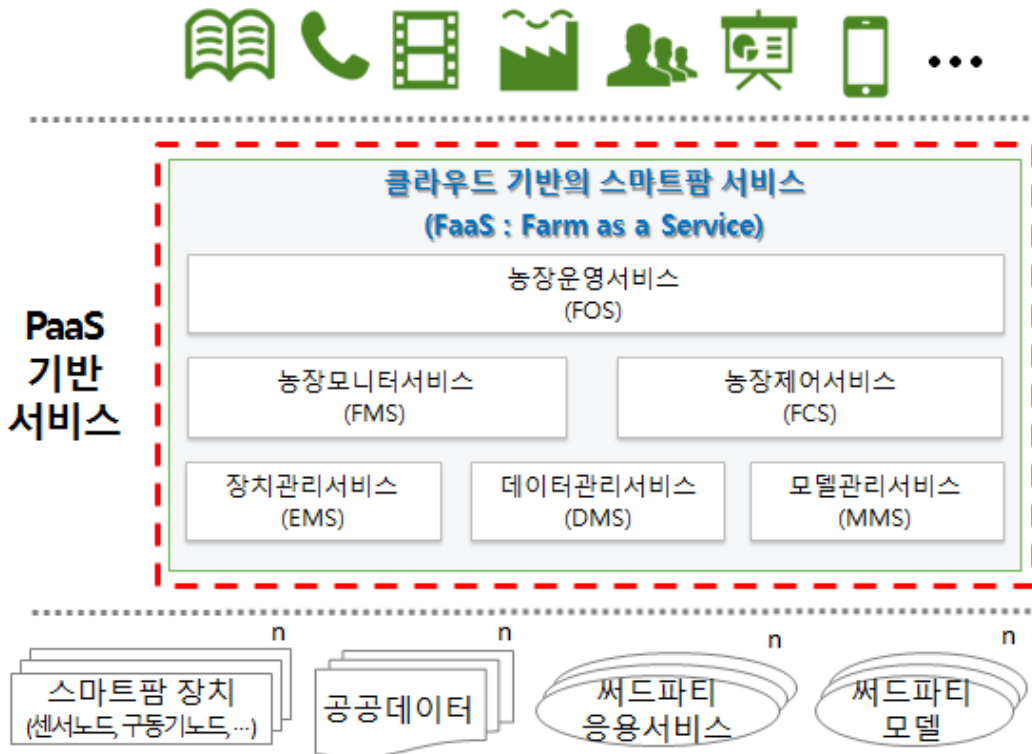 클라우드 기반의 스마트팜 서비스
(FaaS : Farm as a Service)
농장운영서비스
(FOS)
PaaS
기반
서비스
농장모니터서비스
(FMS)
농장제어서비스
(FCS)
장치관리서비스
(EMS)
데이터관리서비스
(DMS)
모델관리서비스
(MMS)
n
스마트팜 장치
(센서노드, 구동기노드, ...)
n
공공데이터
n
써드파티
응용서비스
n
써드파티
모델